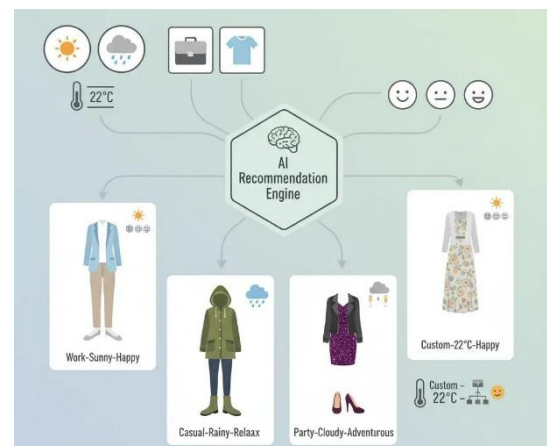 22°C
AI
Recommendation
Engine
Work-Sunny-Happy
Casual-Rainy-Relaax
Party-Cloudy-Adventurous
Custom-22°C-Happy
Custom -
22°C -